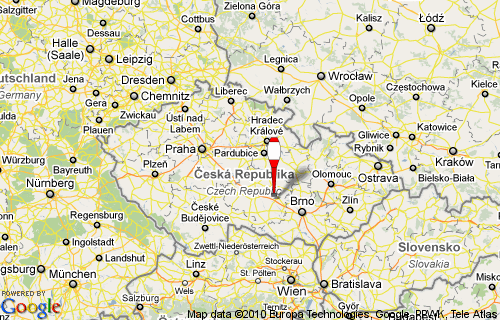 Salzgitter
Magdeburg
Cottbus
Zielona Góra
Kalisz
Łódź
Dessau
Halle
(Saale)
Leipzig
Legnica
Wrocław
Deutschland
Germany
Jena
Gera
Dresden
Chemnitz
Liberec
Wałbrzych
Opole
Częstochowa
Zwickau
Ústí nad
Labem
Hradec
Králové
Plauen
Gliwice
Katowice
Rybnik
Kraków
Praha
Pardubice
Würzburg
Bayreuth
Plzeň
Česká Republika
Czech Republic
Olomouc
Ostrava
Bielsko-Biała
Nürnberg
České
Budějovice
Brno
Zlín
Regensburg
Ingolstadt
Landshut
Zwettl-Niederösterreich
Stockerau
Slovensko
Slovakia
Augsburg
München
Linz
St. Pölten
Wien
Bratislava
Salzburg
POWERED BY
Google
Map data ©2010 Europa Technologies, Google, PPWK, Tele Atlas